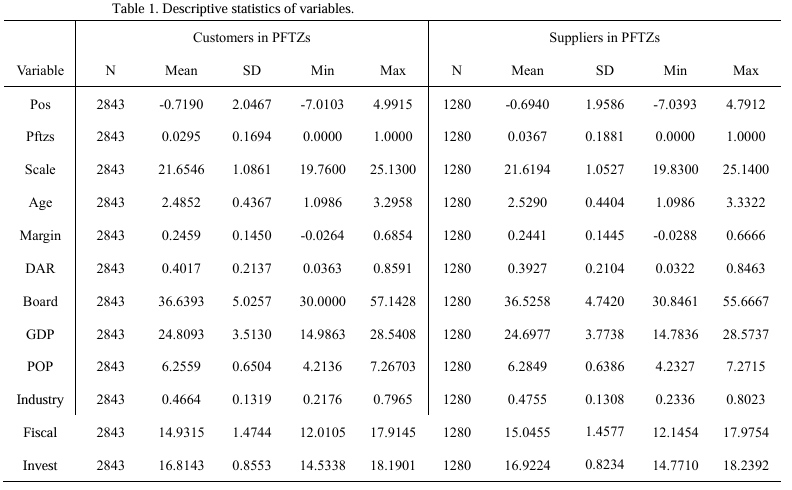 Table 1. Descriptive statistics of variables.
Customers in PFTZs Suppliers in PFTZs
Variable N Mean SD Min Max N Mean SD Min Max
Pos 2843 -0.7190 2.0467 -7.0103 4.9915 1280 -0.6940 1.9586 -7.0393 4.7912
Pftzs 2843 0.0295 0.1694 0.0000 1.0000 1280 0.0367 0.1881 0.0000 1.0000
Scale 2843 21.6546 1.0861 19.7600 25.1300 1280 21.6194 1.0527 19.8300 25.1400
Age 2843 2.4852 0.4367 1.0986 3.2958 1280 2.5290 0.4404 1.0986 3.3322
Margin 2843 0.2459 0.1450 -0.0264 0.6854 1280 0.2441 0.1445 -0.0288 0.6666
DAR 2843 0.4017 0.2137 0.0363 0.8591 1280 0.3927 0.2104 0.0322 0.8463
Board 2843 36.6393 5.0257 30.0000 57.1428 1280 36.5258 4.7420 30.8461 55.6667
GDP 2843 24.8093 3.5130 14.9863 28.5408 1280 24.6977 3.7738 14.7836 28.5737
POP 2843 6.2559 0.6504 4.2136 7.26703 1280 6.2849 0.6386 4.2327 7.2715
Industry 2843 0.4664 0.1319 0.2176 0.7965 1280 0.4755 0.1308 0.2336 0.8023
Fiscal 2843 14.9315 1.4744 12.0105 17.9145 1280 15.0455 1.4577 12.1454 17.9754
Invest 2843 16.8143 0.8553 14.5338 18.1901 1280 16.9224 0.8234 14.7710 18.2392